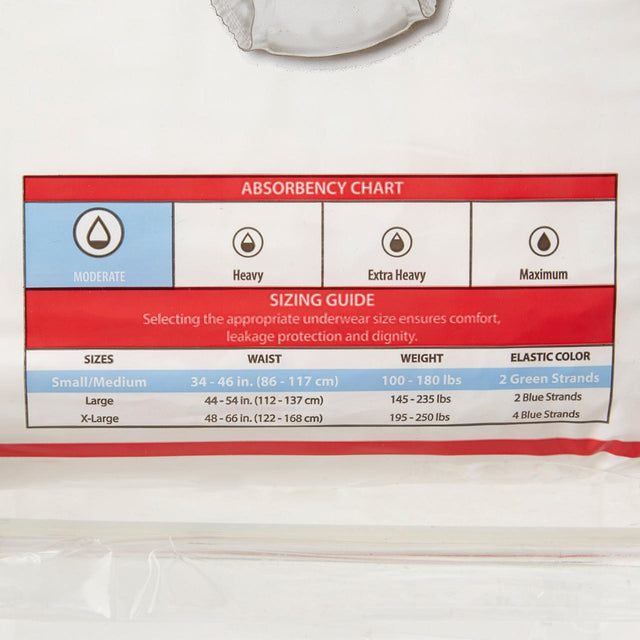 ABSORBENCY CHART
MODERATE Heavy Extra Heavy Maximum
SIZING GUIDE
Selecting the appropriate underwear size ensures comfort,
leakage protection and dignity.
SIZES WAIST WEIGHT ELASTIC COLOR
Small/Medium 34 - 46 in. (86 - 117 cm) 100 - 180 lbs 2 Green Strands
Large 44 - 54 in. (112 - 137 cm) 145 - 235 lbs 2 Blue Strands
X-Large 48 - 66 in. (122 - 168 cm) 195 - 250 lbs 4 Blue Strands